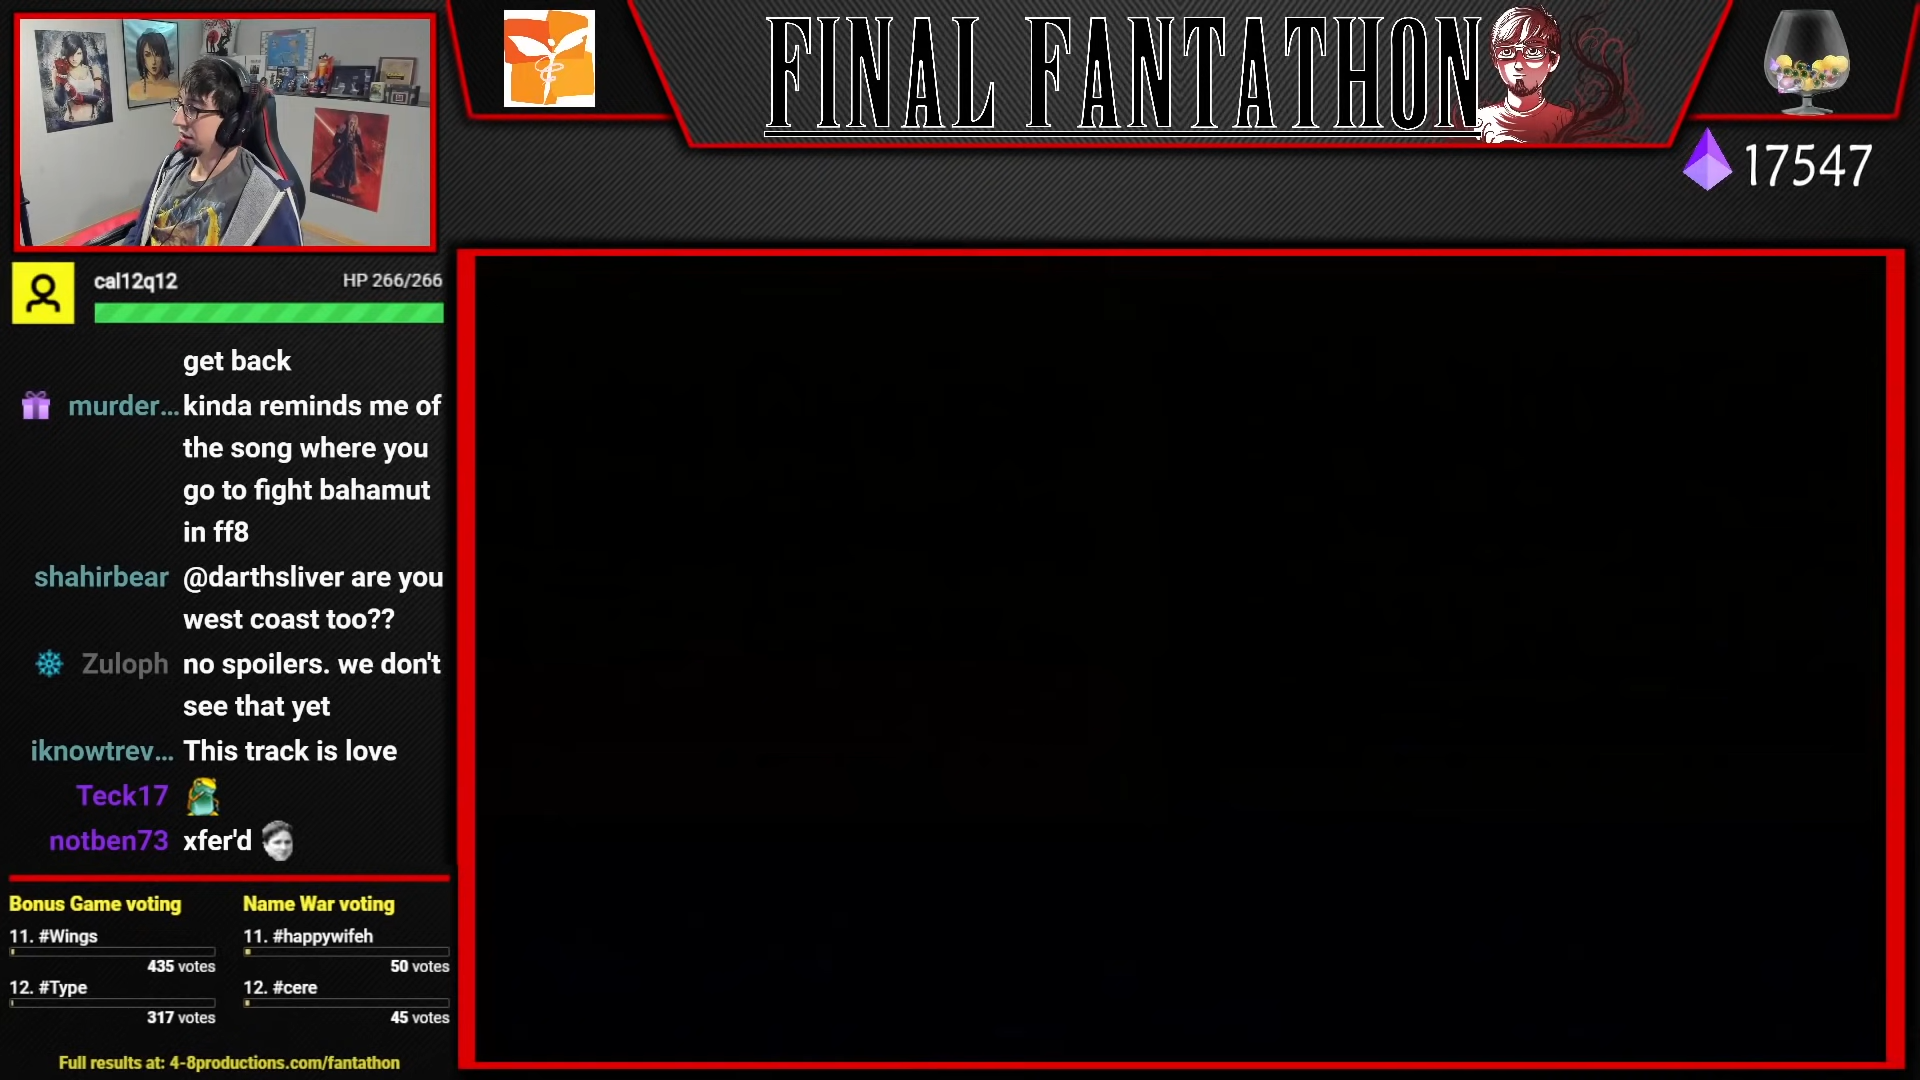 FINAL FANTATHON
17547
cal12q12 HP 266/266
get back
murder… kinda reminds me of
the song where you
go to fight bahamut
in ff8
shahirbear @darthsliver are you
west coast too??
Zuloph no spoilers. we don't
see that yet
iknowtrev… This track is love
Teck17
notben73 xfer'd
Bonus Game voting
11. #Wings
435 votes
12. #Type
317 votes
Name War voting
11. #happywifeh
50 votes
12. #cere
45 votes
Full results at: 4-8productions.com/fantathon